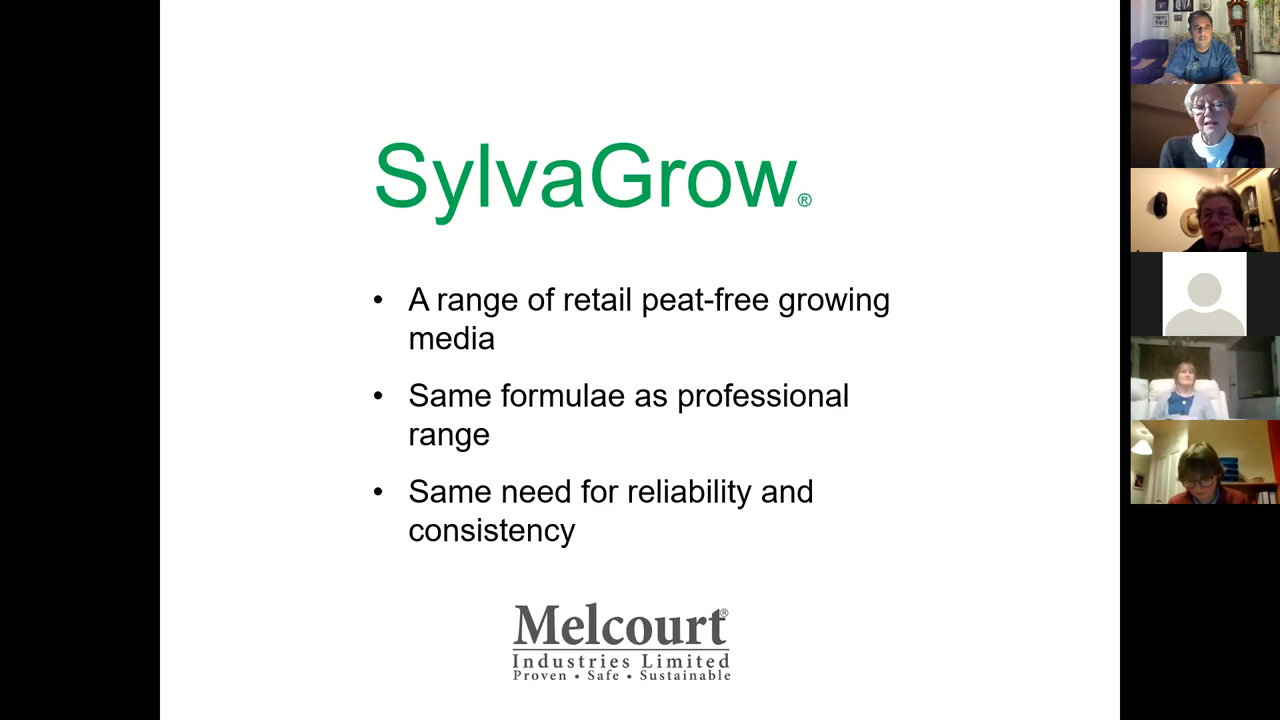 SylvaGrow®
• A range of retail peat-free growing
media
• Same formulae as professional
range
• Same need for reliability and
consistency
Melcourt®
Industries Limited
Proven • Safe • Sustainable